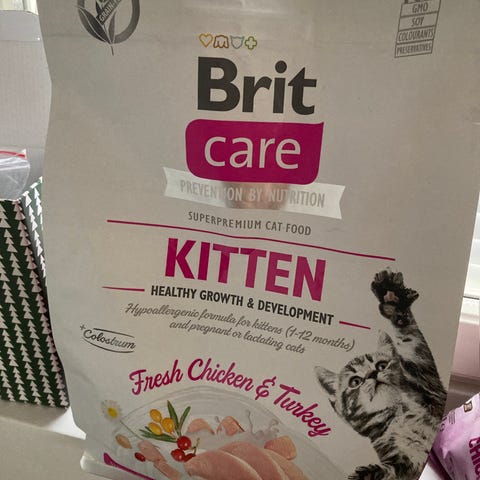 GMO
SOY
COLOURANTS
PRESERVATIVES
Brit
care
PREVENTION BY NUTRITION
SUPERPREMIUM CAT FOOD
KITTEN
HEALTHY GROWTH & DEVELOPMENT
Hypoallergenic formula for kittens (1-12 months)
and pregnant or lactating cats
+Colostrum
Fresh Chicken & Turkey